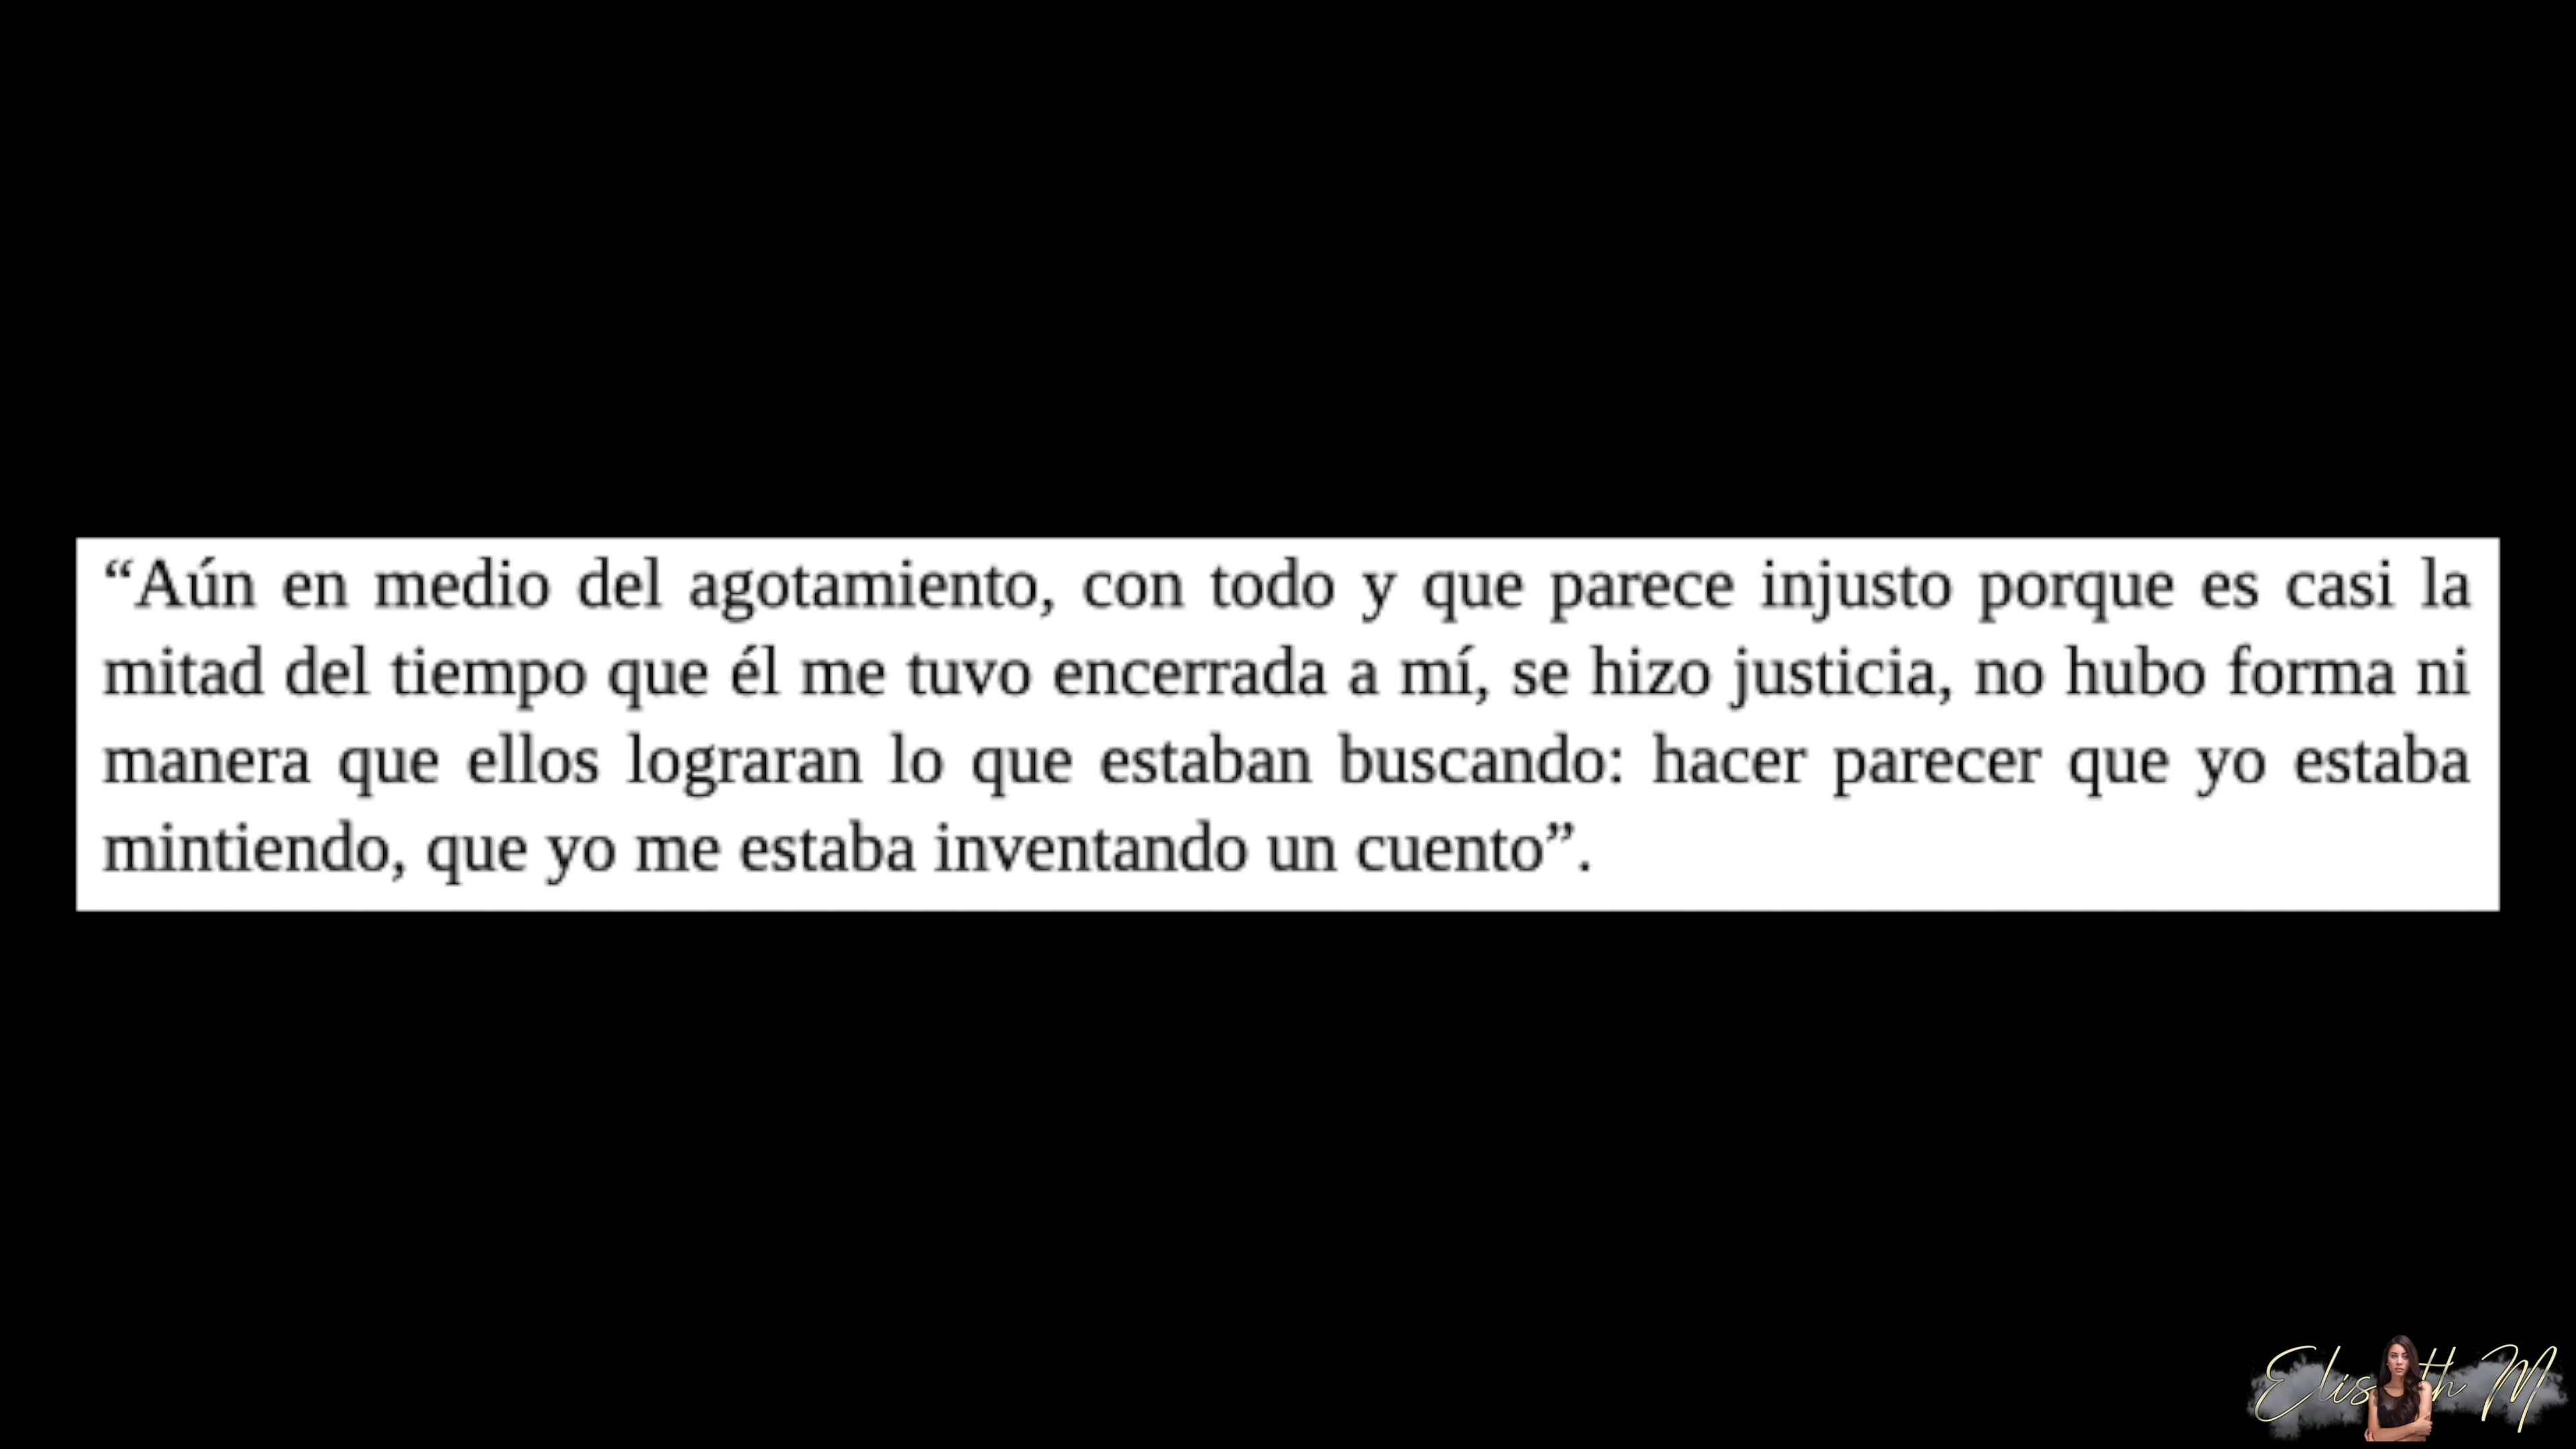 “Aún en medio del agotamiento, con todo y que parece injusto porque es casi la
mitad del tiempo que él me tuvo encerrada a mí, se hizo justicia, no hubo forma ni
manera que ellos lograran lo que estaban buscando: hacer parecer que yo estaba
mintiendo, que yo me estaba inventando un cuento”.
M